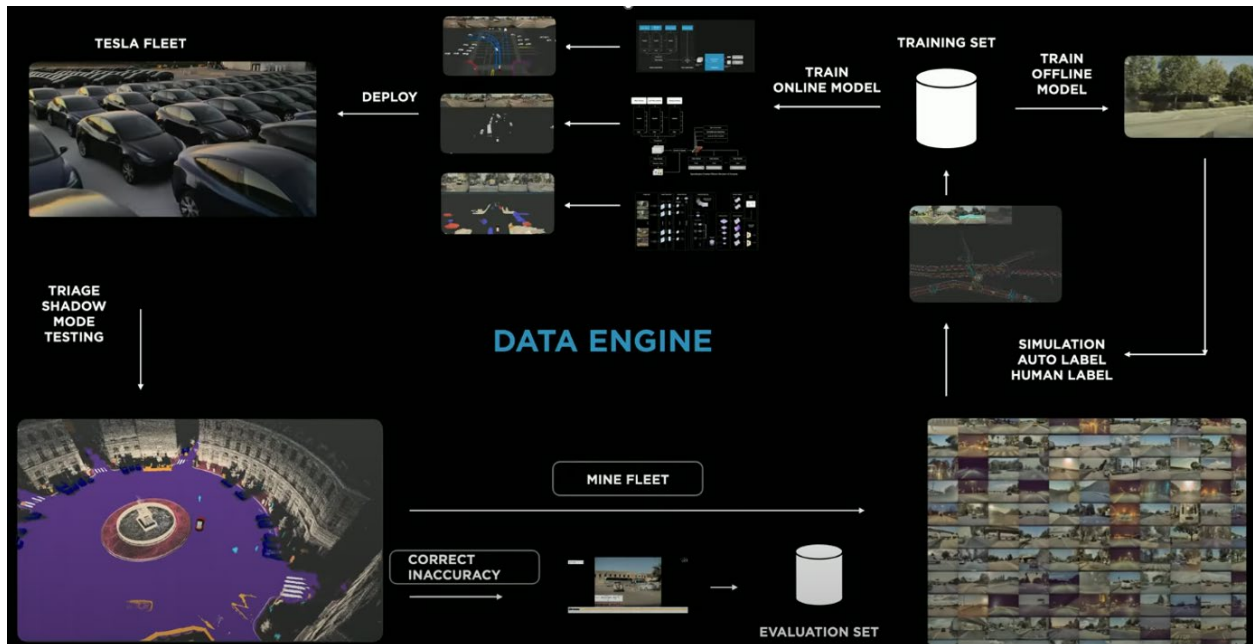 TESLA FLEET
DEPLOY
TRAIN
ONLINE MODEL
TRAINING SET
TRAIN
OFFLINE
MODEL
TRIAGE
SHADOW
MODE
TESTING
DATA ENGINE
SIMULATION
AUTO LABEL
HUMAN LABEL
MINE FLEET
CORRECT
INACCURACY
EVALUATION SET